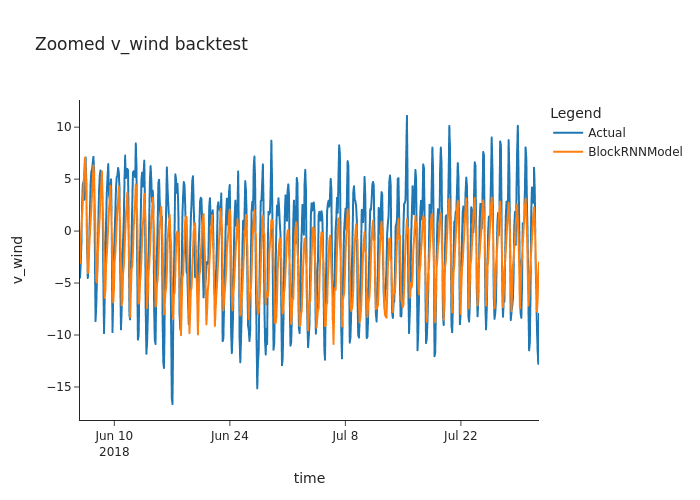 Zoomed v_wind backtest
Legend
Actual
BlockRNNModel
10
5
0
−5
−10
−15
v_wind
Jun 10
2018
Jun 24
Jul 8
Jul 22
time